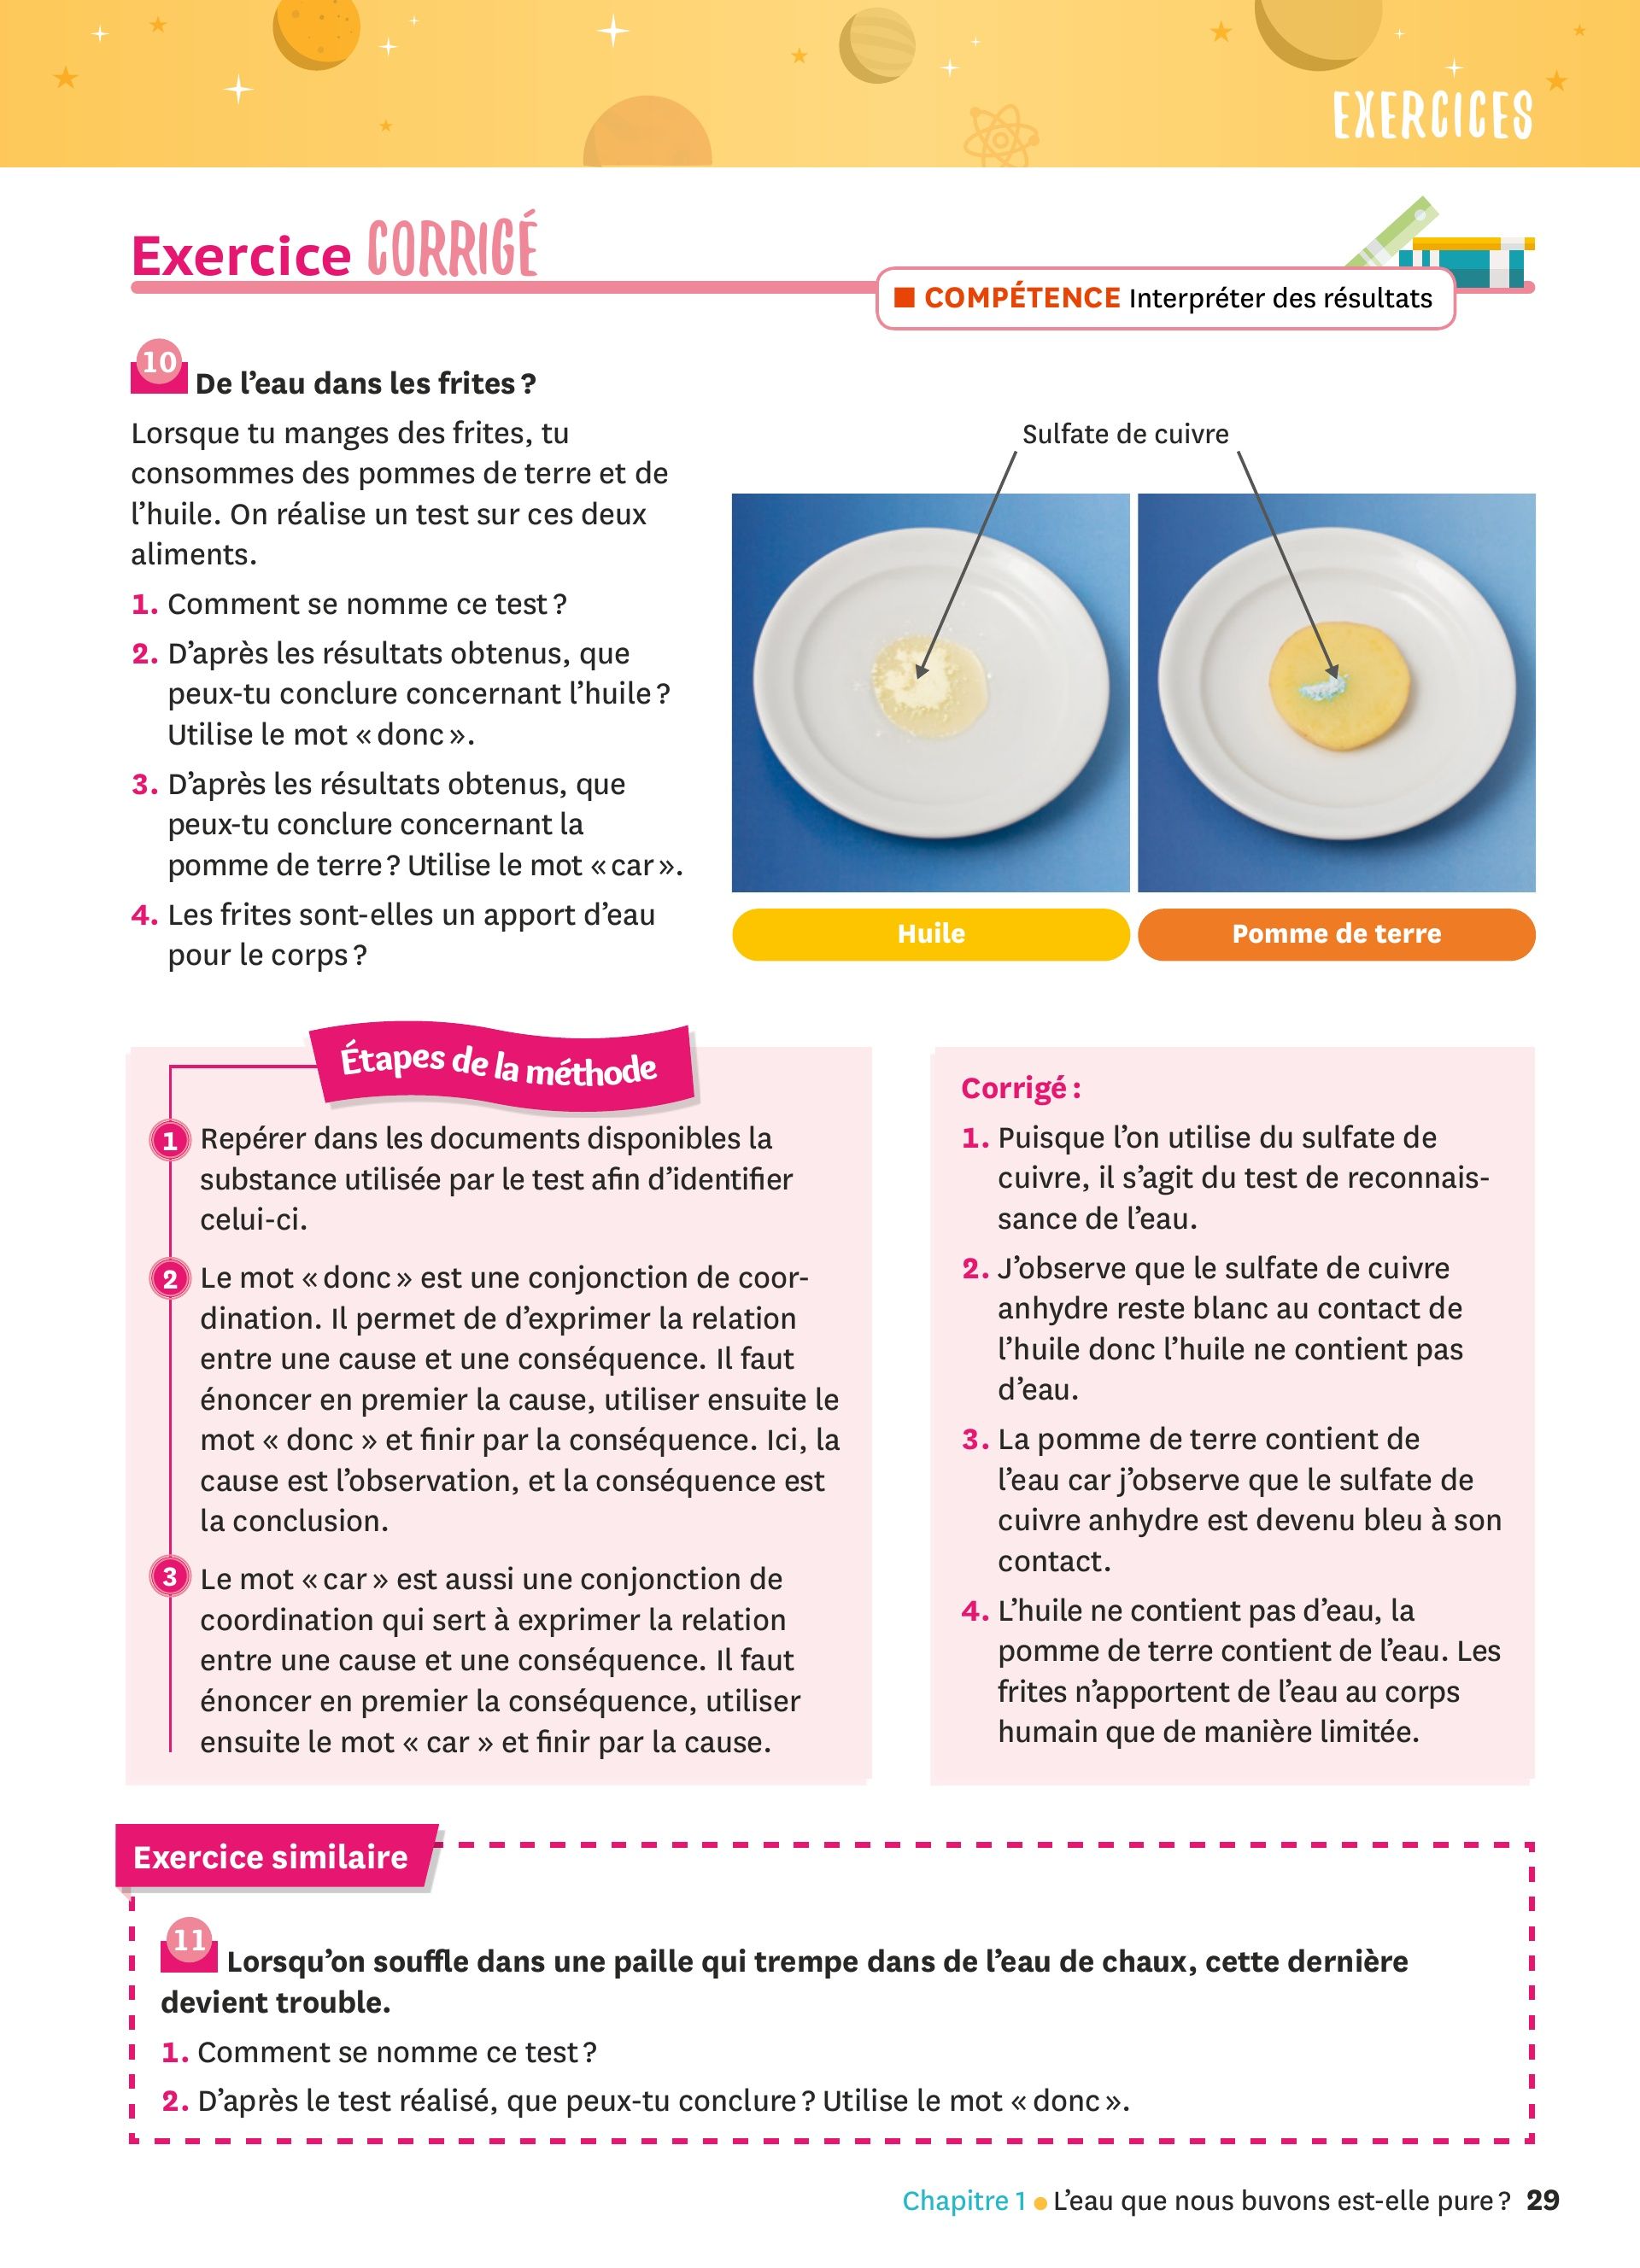 EXERCICES
Exercice CORRIGÉ
■ COMPÉTENCE Interpréter des résultats
10 De l’eau dans les frites ?
Lorsque tu manges des frites, tu
consommes des pommes de terre et de
l’huile. On réalise un test sur ces deux
aliments.
1. Comment se nomme ce test ?
2. D’après les résultats obtenus, que
peux-tu conclure concernant l’huile ?
Utilise le mot « donc ».
3. D’après les résultats obtenus, que
peux-tu conclure concernant la
pomme de terre ? Utilise le mot « car ».
4. Les frites sont-elles un apport d’eau
pour le corps ?
Sulfate de cuivre
Huile
Pomme de terre
Étapes de la méthode
1 Repérer dans les documents disponibles la
substance utilisée par le test afin d’identifier
celui-ci.
2 Le mot « donc » est une conjonction de coor-
dination. Il permet de d’exprimer la relation
entre une cause et une conséquence. Il faut
énoncer en premier la cause, utiliser ensuite le
mot « donc » et finir par la conséquence. Ici, la
cause est l’observation, et la conséquence est
la conclusion.
3 Le mot « car » est aussi une conjonction de
coordination qui sert à exprimer la relation
entre une cause et une conséquence. Il faut
énoncer en premier la conséquence, utiliser
ensuite le mot « car » et finir par la cause.
Corrigé :
1. Puisque l’on utilise du sulfate de
cuivre, il s’agit du test de reconnais-
sance de l’eau.
2. J’observe que le sulfate de cuivre
anhydre reste blanc au contact de
l’huile donc l’huile ne contient pas
d’eau.
3. La pomme de terre contient de
l’eau car j’observe que le sulfate de
cuivre anhydre est devenu bleu à son
contact.
4. L’huile ne contient pas d’eau, la
pomme de terre contient de l’eau. Les
frites n’apportent de l’eau au corps
humain que de manière limitée.
Exercice similaire
11 Lorsqu’on souffle dans une paille qui trempe dans de l’eau de chaux, cette dernière
devient trouble.
1. Comment se nomme ce test ?
2. D’après le test réalisé, que peux-tu conclure ? Utilise le mot « donc ».
Chapitre 1 ● L’eau que nous buvons est-elle pure ? 29